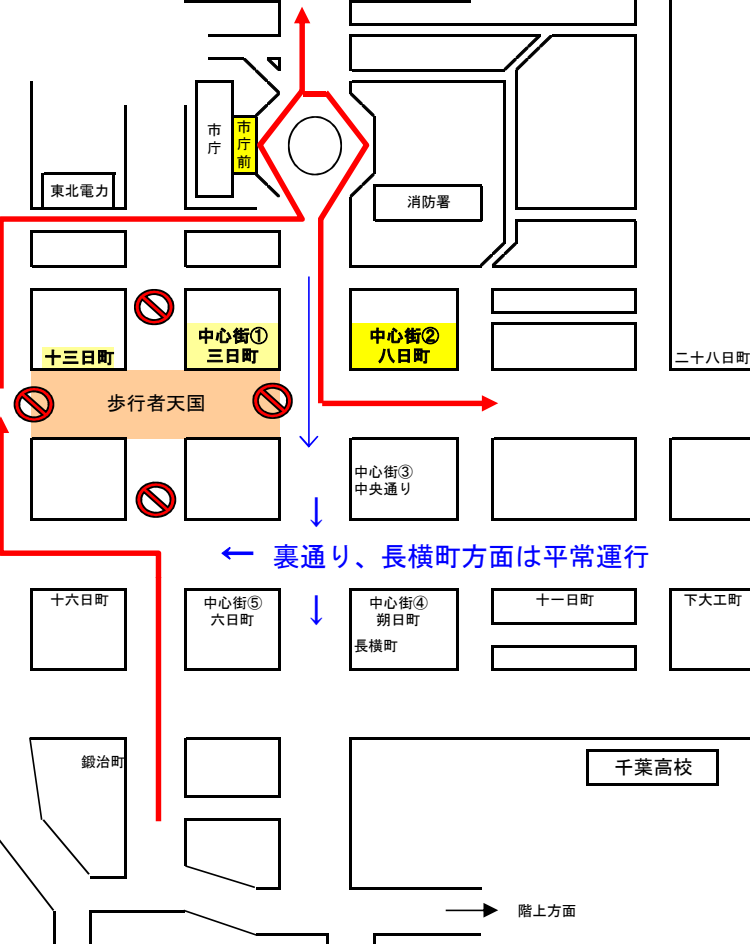 市庁
市庁前
東北電力
消防署
十三日町
中心街①
三日町
中心街②
八日町
二十八日町
歩行者天国
中心街③
中央通り
裏通り、長横町方面は平常運行
十六日町
中心街⑤
六日町
中心街④
朔日町
長横町
十一日町
下大工町
鍛治町
千葉高校
階上方面